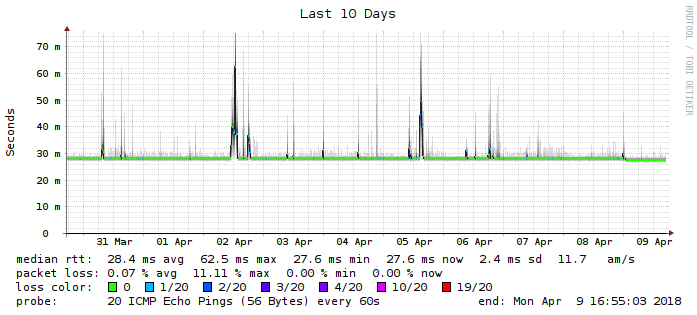 Last 10 Days
RRDTOOL / TOBI OETIKER
Seconds
70 m
60 m
50 m
40 m
30 m
20 m
10 m
0
31 Mar 01 Apr 02 Apr 03 Apr 04 Apr 05 Apr 06 Apr 07 Apr 08 Apr 09 Apr
median rtt: 28.4 ms avg 62.5 ms max 27.6 ms min 27.6 ms now 2.4 ms sd 11.7 am/s
packet loss: 0.07 % avg 11.11 % max 0.00 % min 0.00 % now
loss color: 0 1/20 2/20 3/20 4/20 10/20 19/20
probe: 20 ICMP Echo Pings (56 Bytes) every 60s end: Mon Apr 9 16:55:03 2018